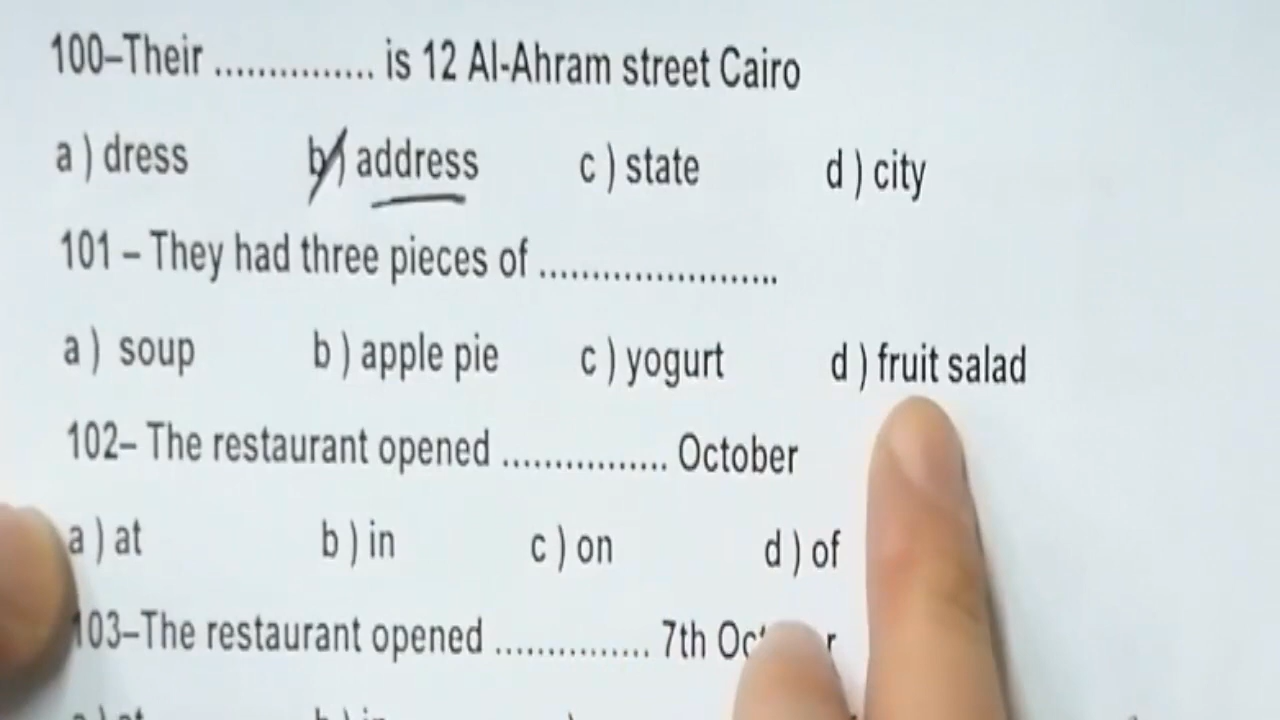 100–Their ............... is 12 Al-Ahram street Cairo
a ) dress b ) address c ) state d ) city
101 – They had three pieces of .......................
a ) soup b ) apple pie c ) yogurt d ) fruit salad
102– The restaurant opened ................ October
a ) at b ) in c ) on d ) of
103–The restaurant opened ............... 7th